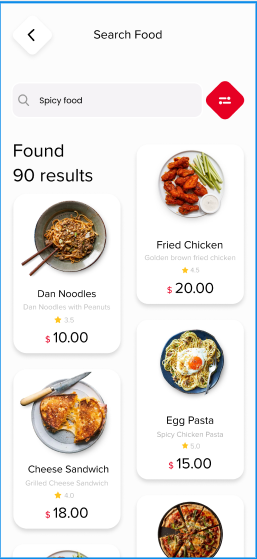 Search Food
Spicy food
Found
90 results
Dan Noodles
Dan Noodles with Peanuts
3.5
$ 10.00
Cheese Sandwich
Grilled Cheese Sandwich
4.0
$ 18.00
Fried Chicken
Golden brown fried chicken
4.5
$ 20.00
Egg Pasta
Spicy Chicken Pasta
5.0
$ 15.00